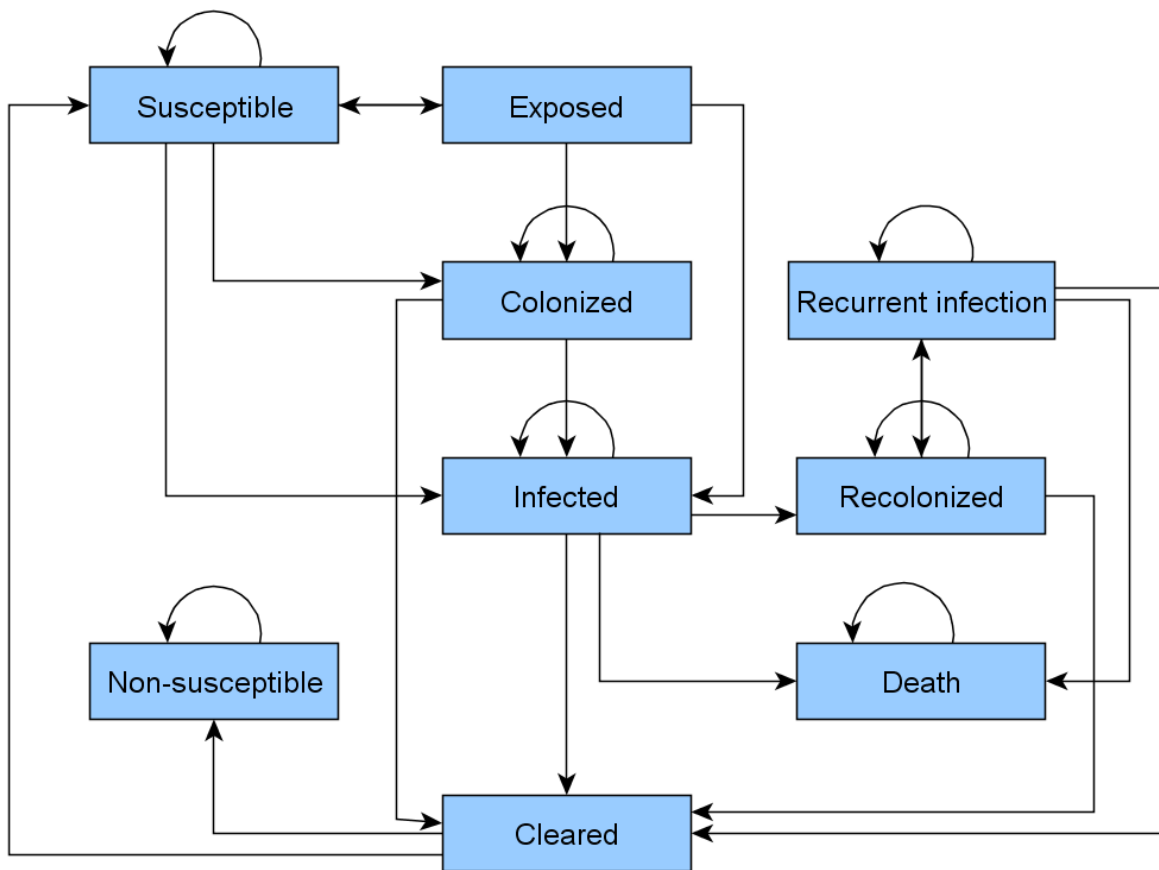 Susceptible
Exposed
Colonized
Recurrent infection
Infected
Recolonized
Non-susceptible
Death
Cleared